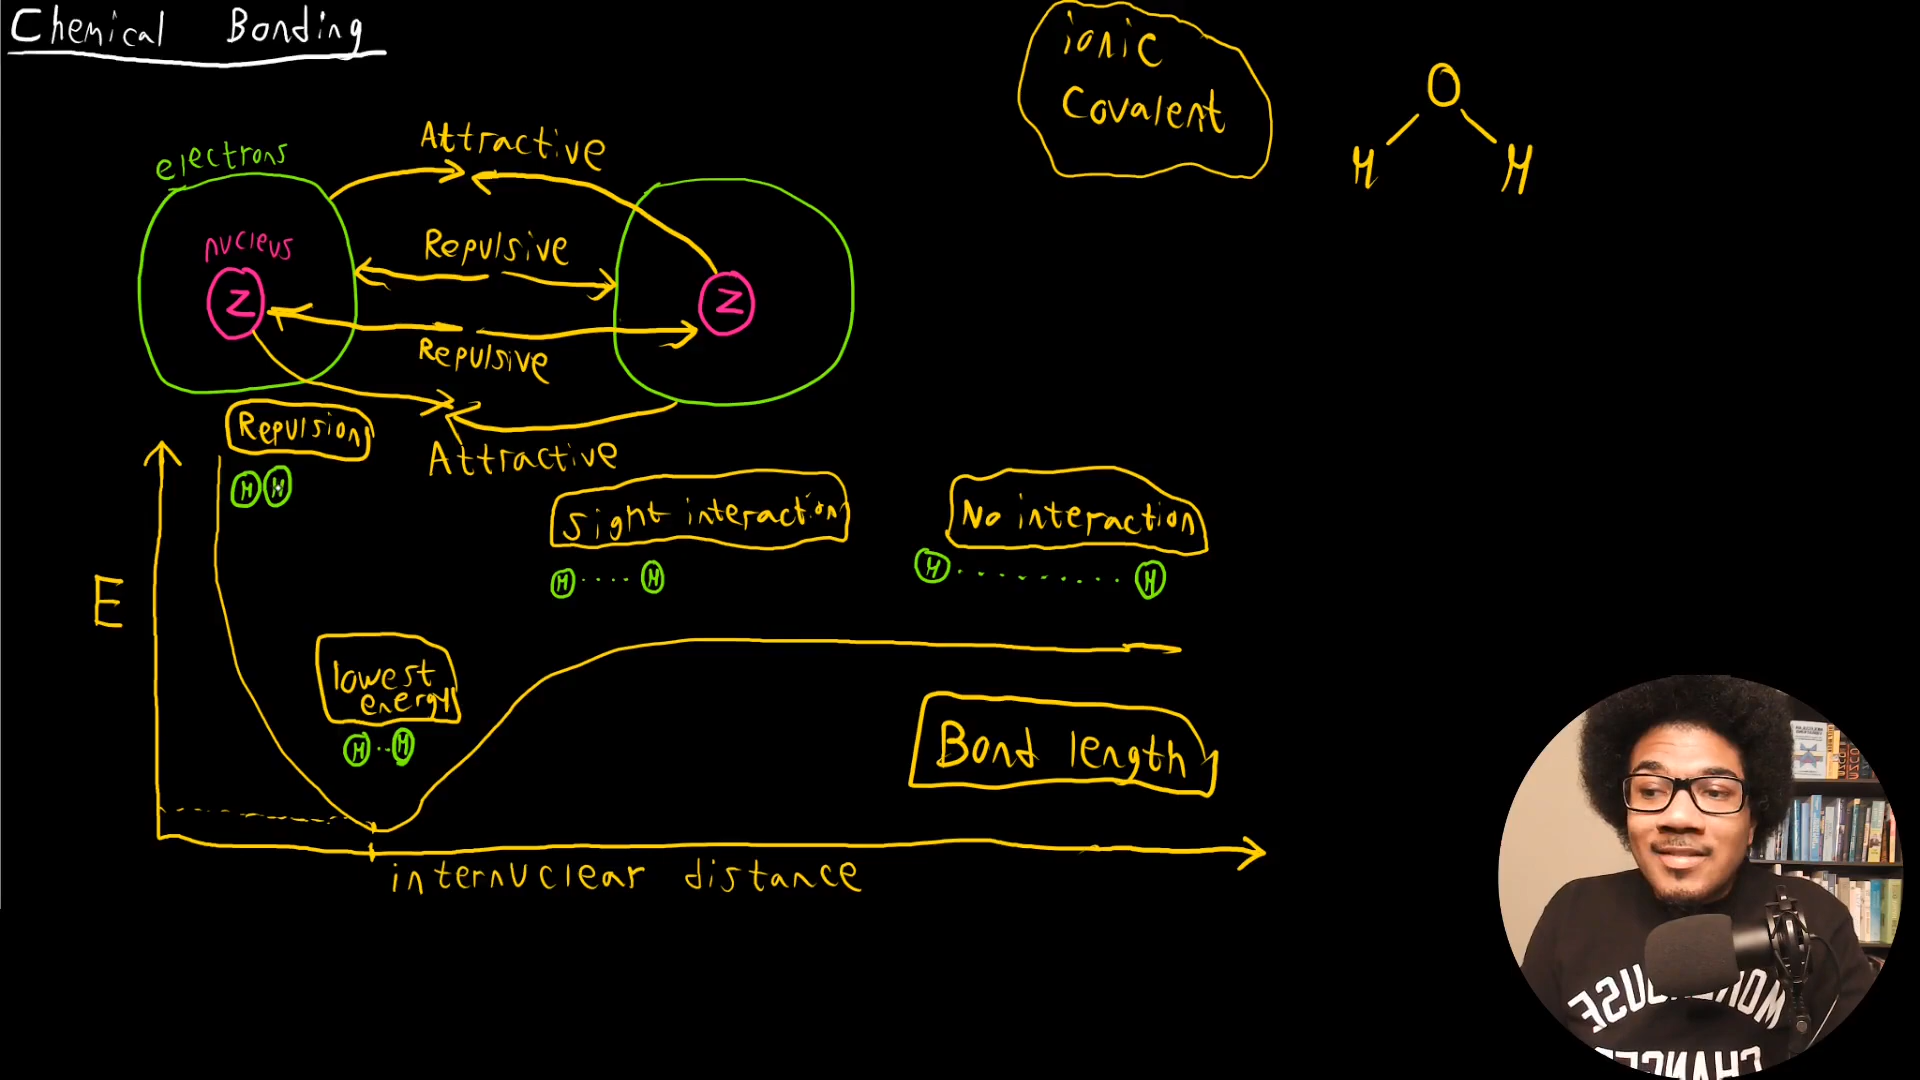 Chemical Bonding
ionic
Covalent
O
H
H
electrons
Attractive
nucleus
Repulsive
Z
Z
Repulsive
Attractive
Repulsion
H H
Sight interaction
No interaction
H .... H
H .......... H
E
lowest
energy
H .. H
Bond length
internuclear distance